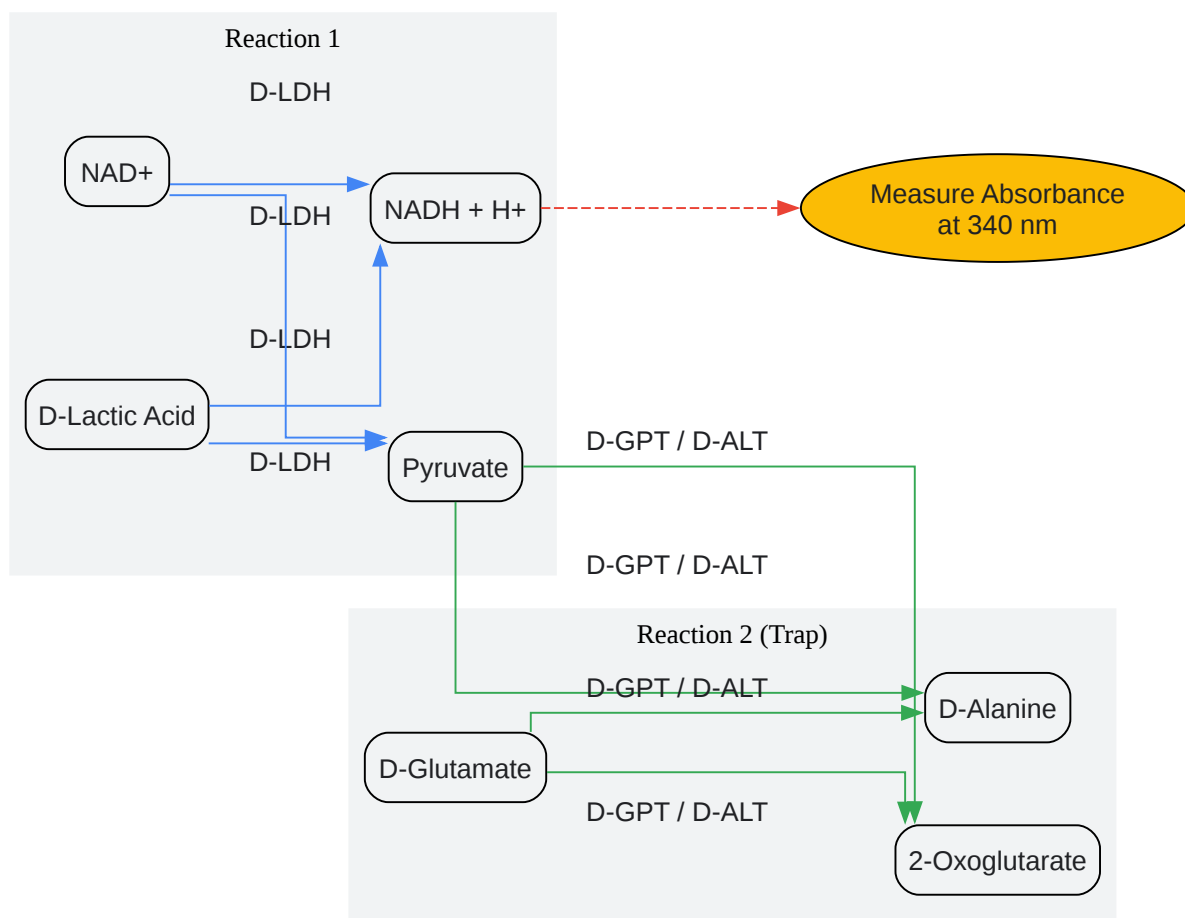 Reaction 1
D-LDH
NAD+
NADH + H+
D-LDH
Measure Absorbance
at 340 nm
D-LDH
D-Lactic Acid
D-LDH
Pyruvate
D-GPT / D-ALT
D-GPT / D-ALT
Reaction 2 (Trap)
D-GPT / D-ALT
D-Alanine
D-Glutamate
D-GPT / D-ALT
2-Oxoglutarate